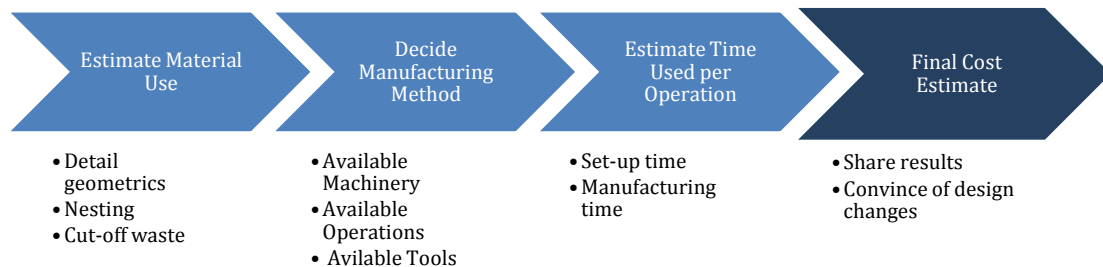 Estimate Material
Use
Decide
Manufacturing
Method
Estimate Time
Used per
Operation
Final Cost
Estimate
• Detail
geometrics
• Nesting
• Cut-off waste
• Available
Machinery
• Available
Operations
• Avilable Tools
• Set-up time
• Manufacturing
time
• Share results
• Convince of design
changes